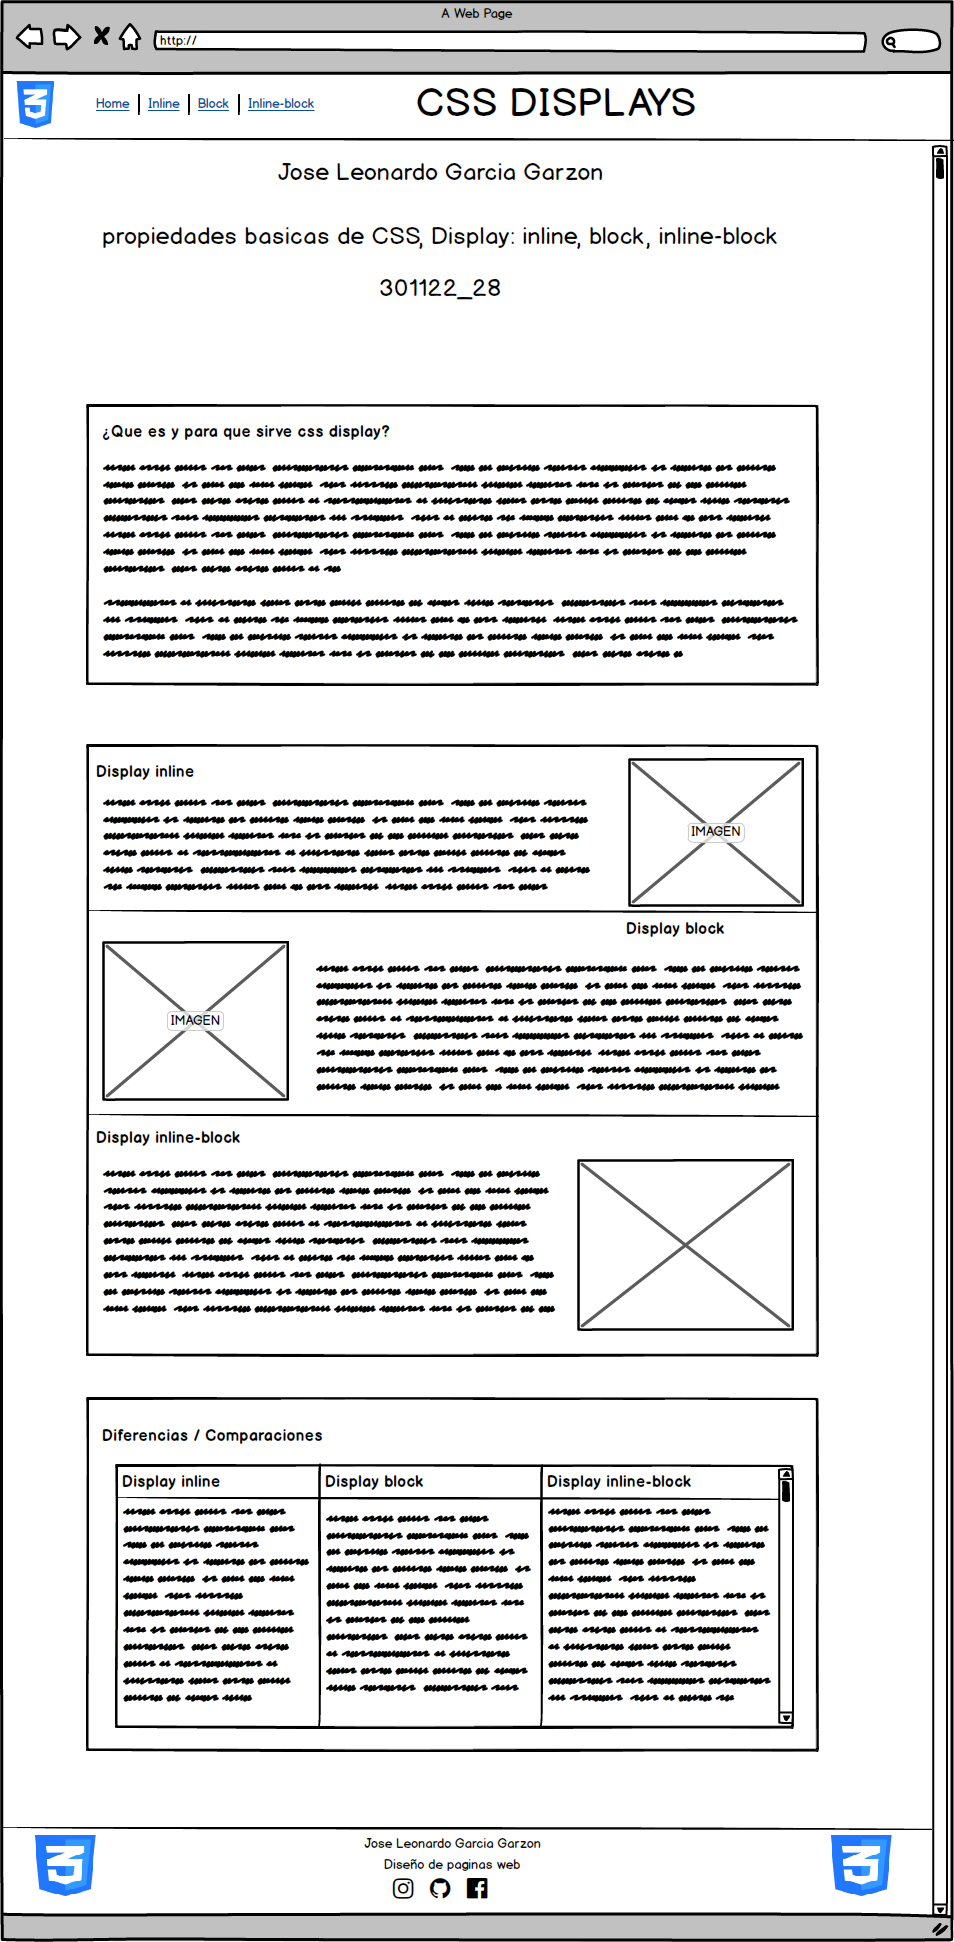 A Web Page
http://
Home | Inline | Block | Inline-block
CSS DISPLAYS
Jose Leonardo Garcia Garzon
propiedades basicas de CSS, Display: inline, block, inline-block
301122_28
¿Que es y para que sirve css display?
Display inline
IMAGEN
Display block
IMAGEN
Display inline-block
Diferencias / Comparaciones
Display inline
Display block
Display inline-block
Jose Leonardo Garcia Garzon
Diseño de paginas web